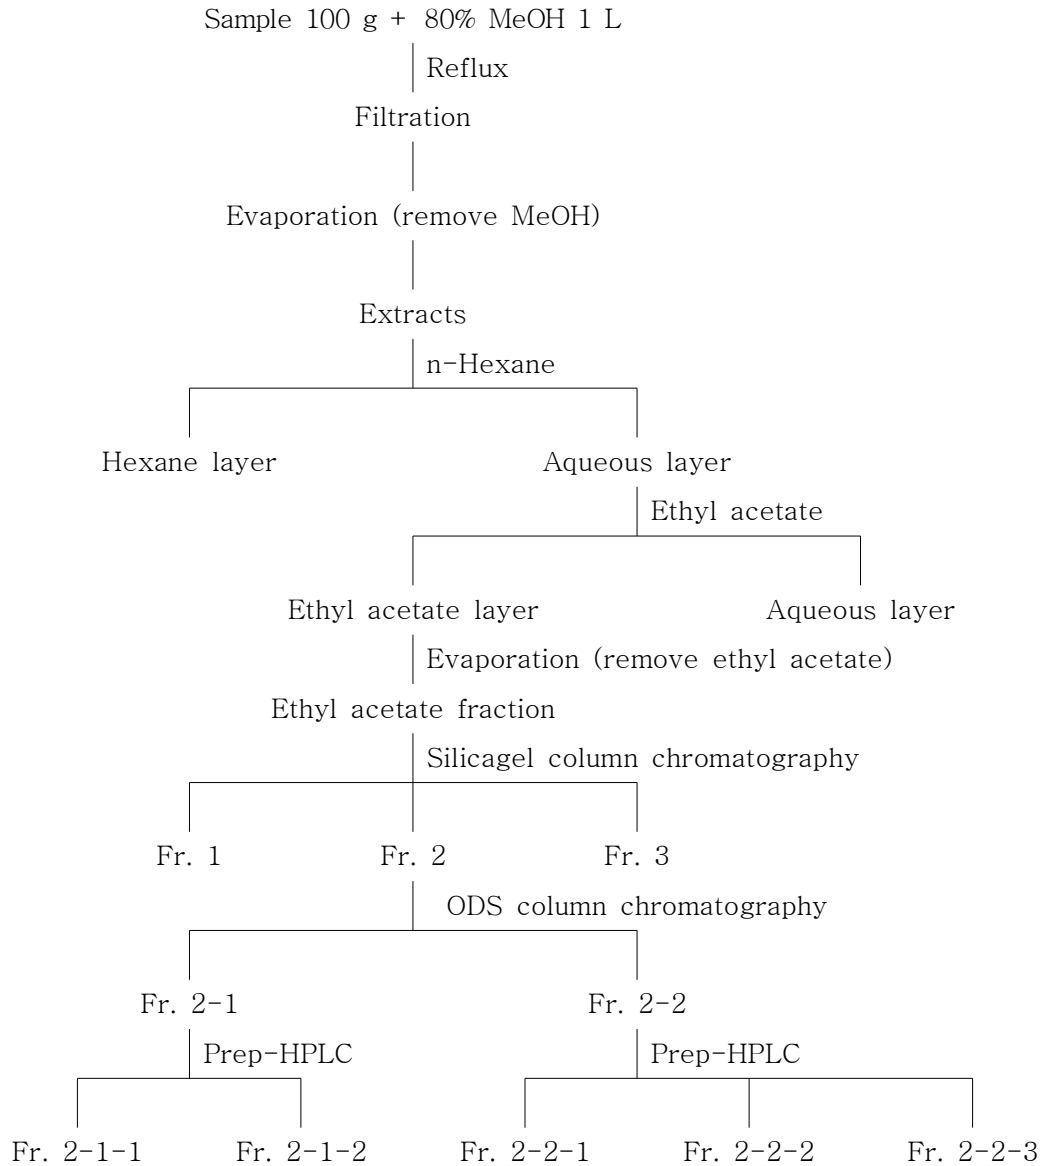 Sample 100 g + 80% MeOH 1 L
Reflux
Filtration
Evaporation (remove MeOH)
Extracts
n-Hexane
Hexane layer Aqueous layer
Ethyl acetate
Ethyl acetate layer Aqueous layer
Evaporation (remove ethyl acetate)
Ethyl acetate fraction
Silicagel column chromatography
Fr. 1 Fr. 2 Fr. 3
ODS column chromatography
Fr. 2-1 Fr. 2-2
Prep-HPLC Prep-HPLC
Fr. 2-1-1 Fr. 2-1-2 Fr. 2-2-1 Fr. 2-2-2 Fr. 2-2-3